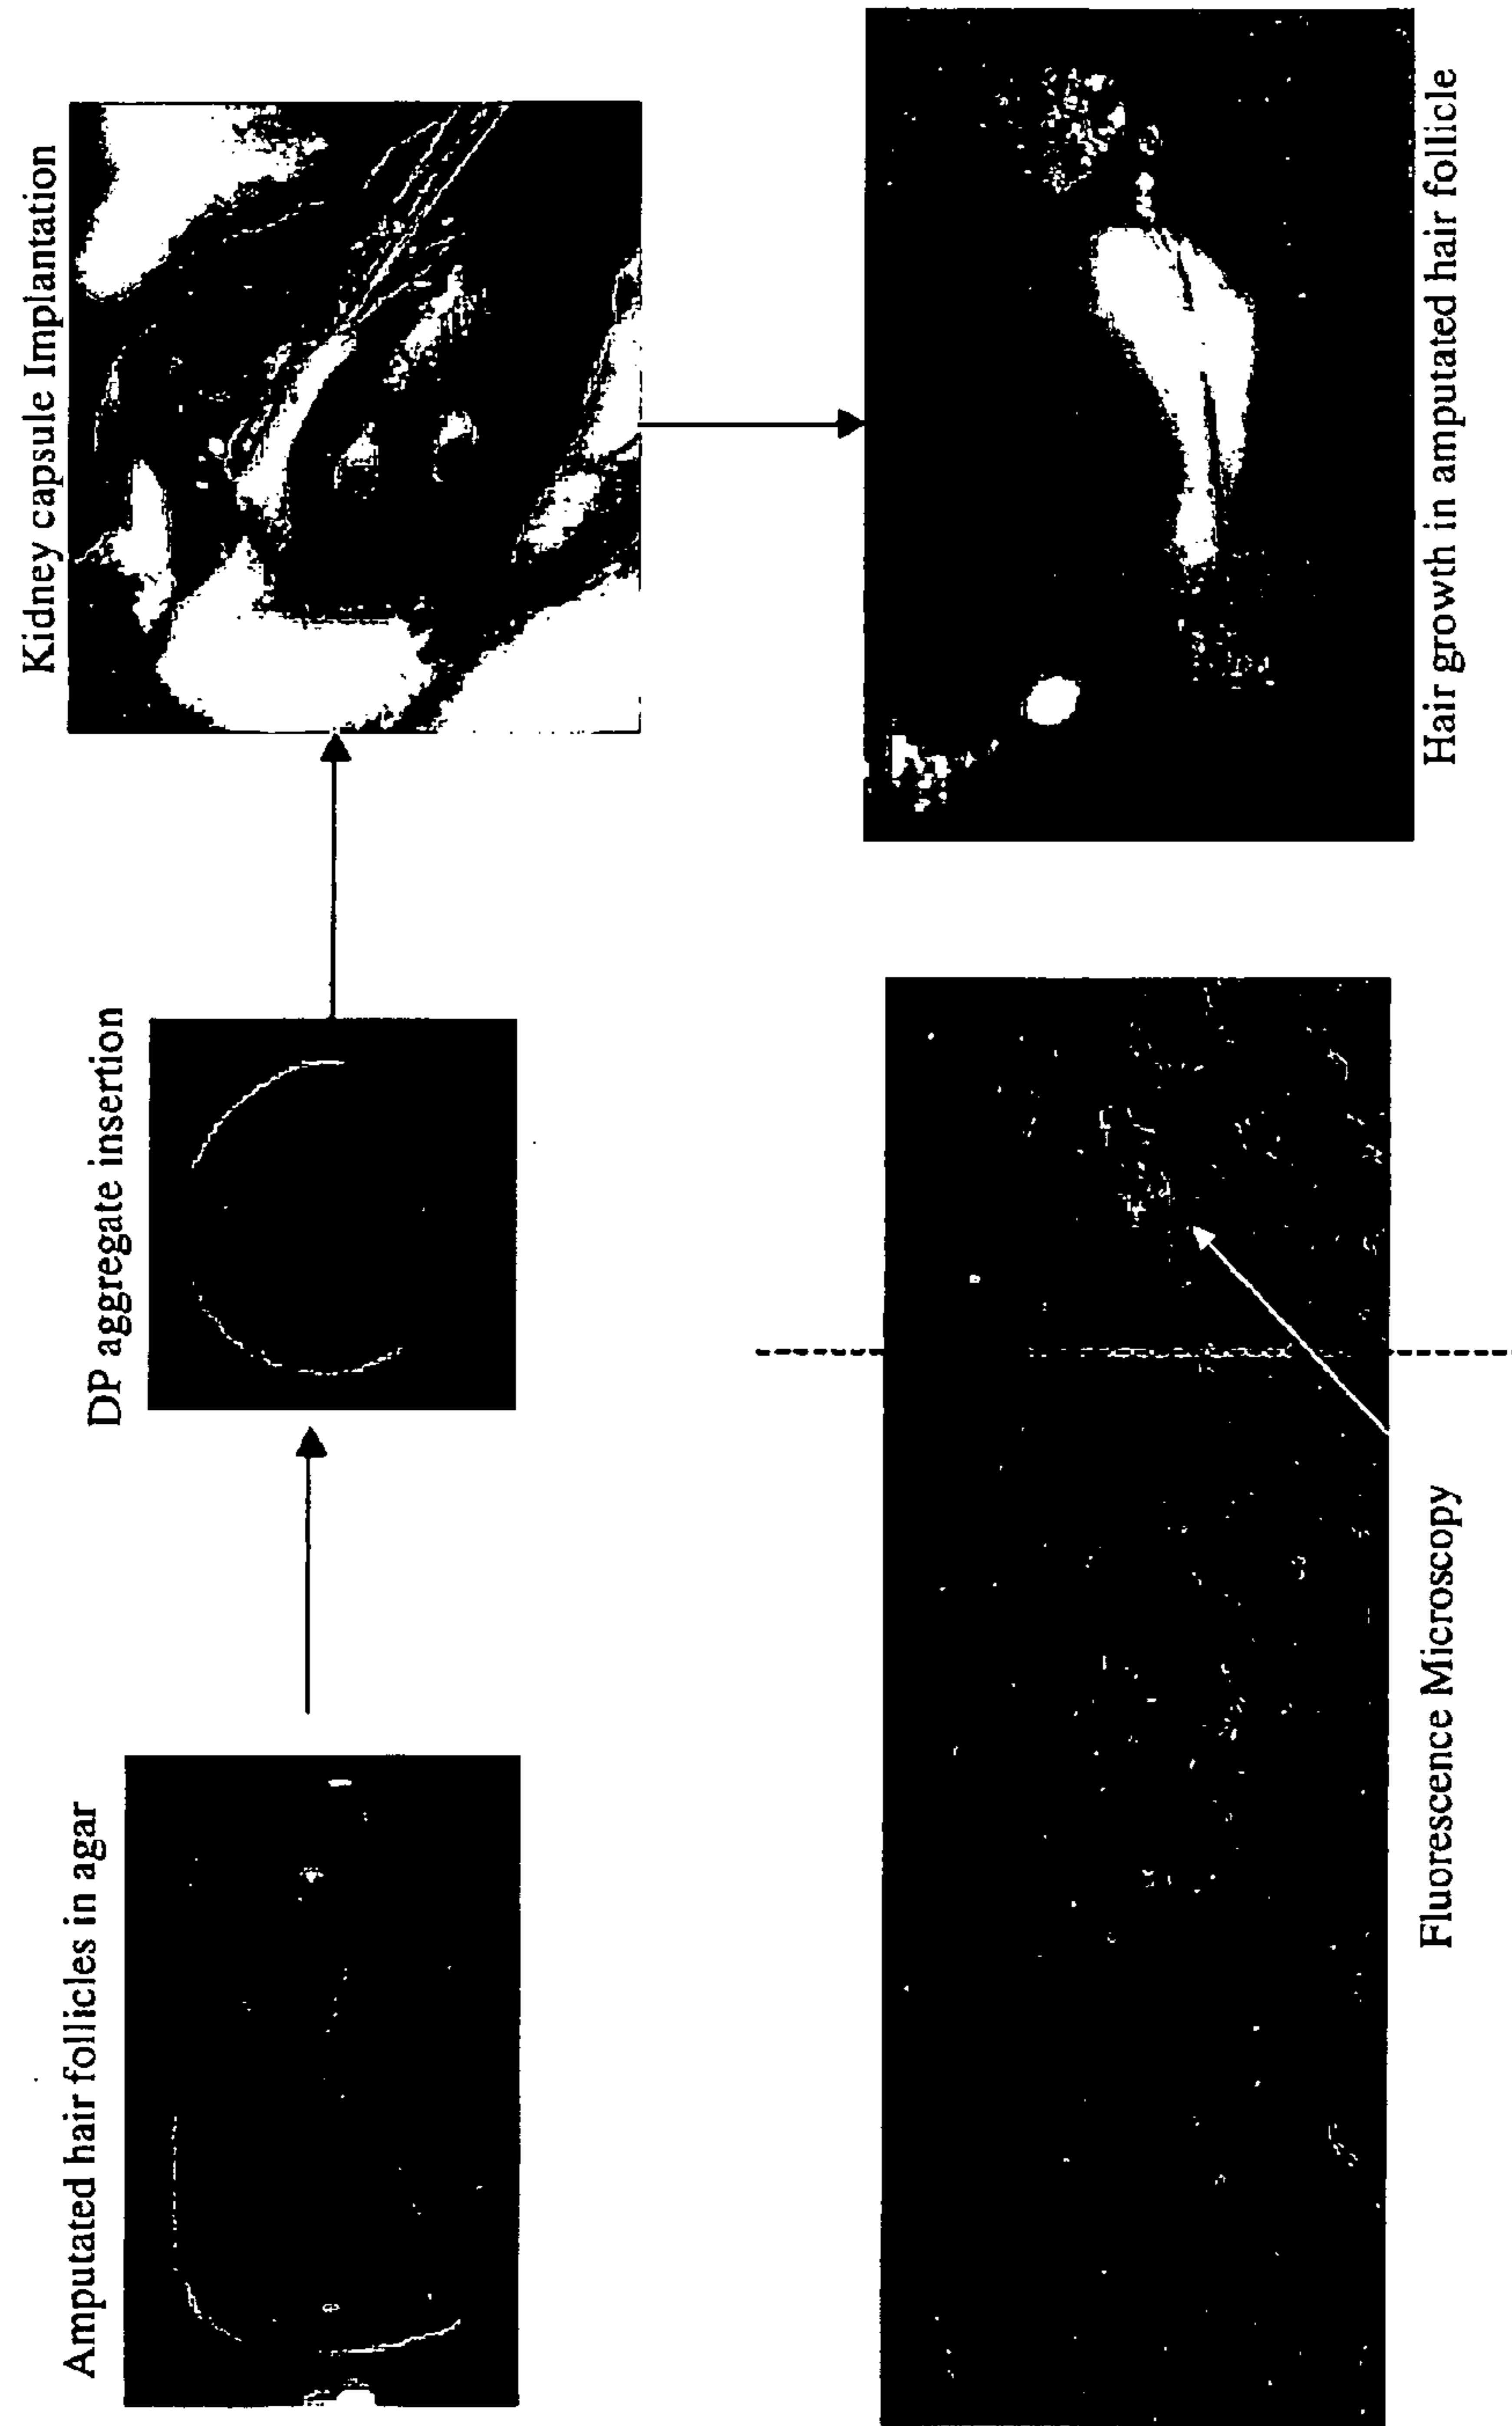 Amputated hair follicles in agar
DP aggregate insertion
Kidney capsule Implantation
Fluorescence Microscopy
Hair growth in amputated hair follicle